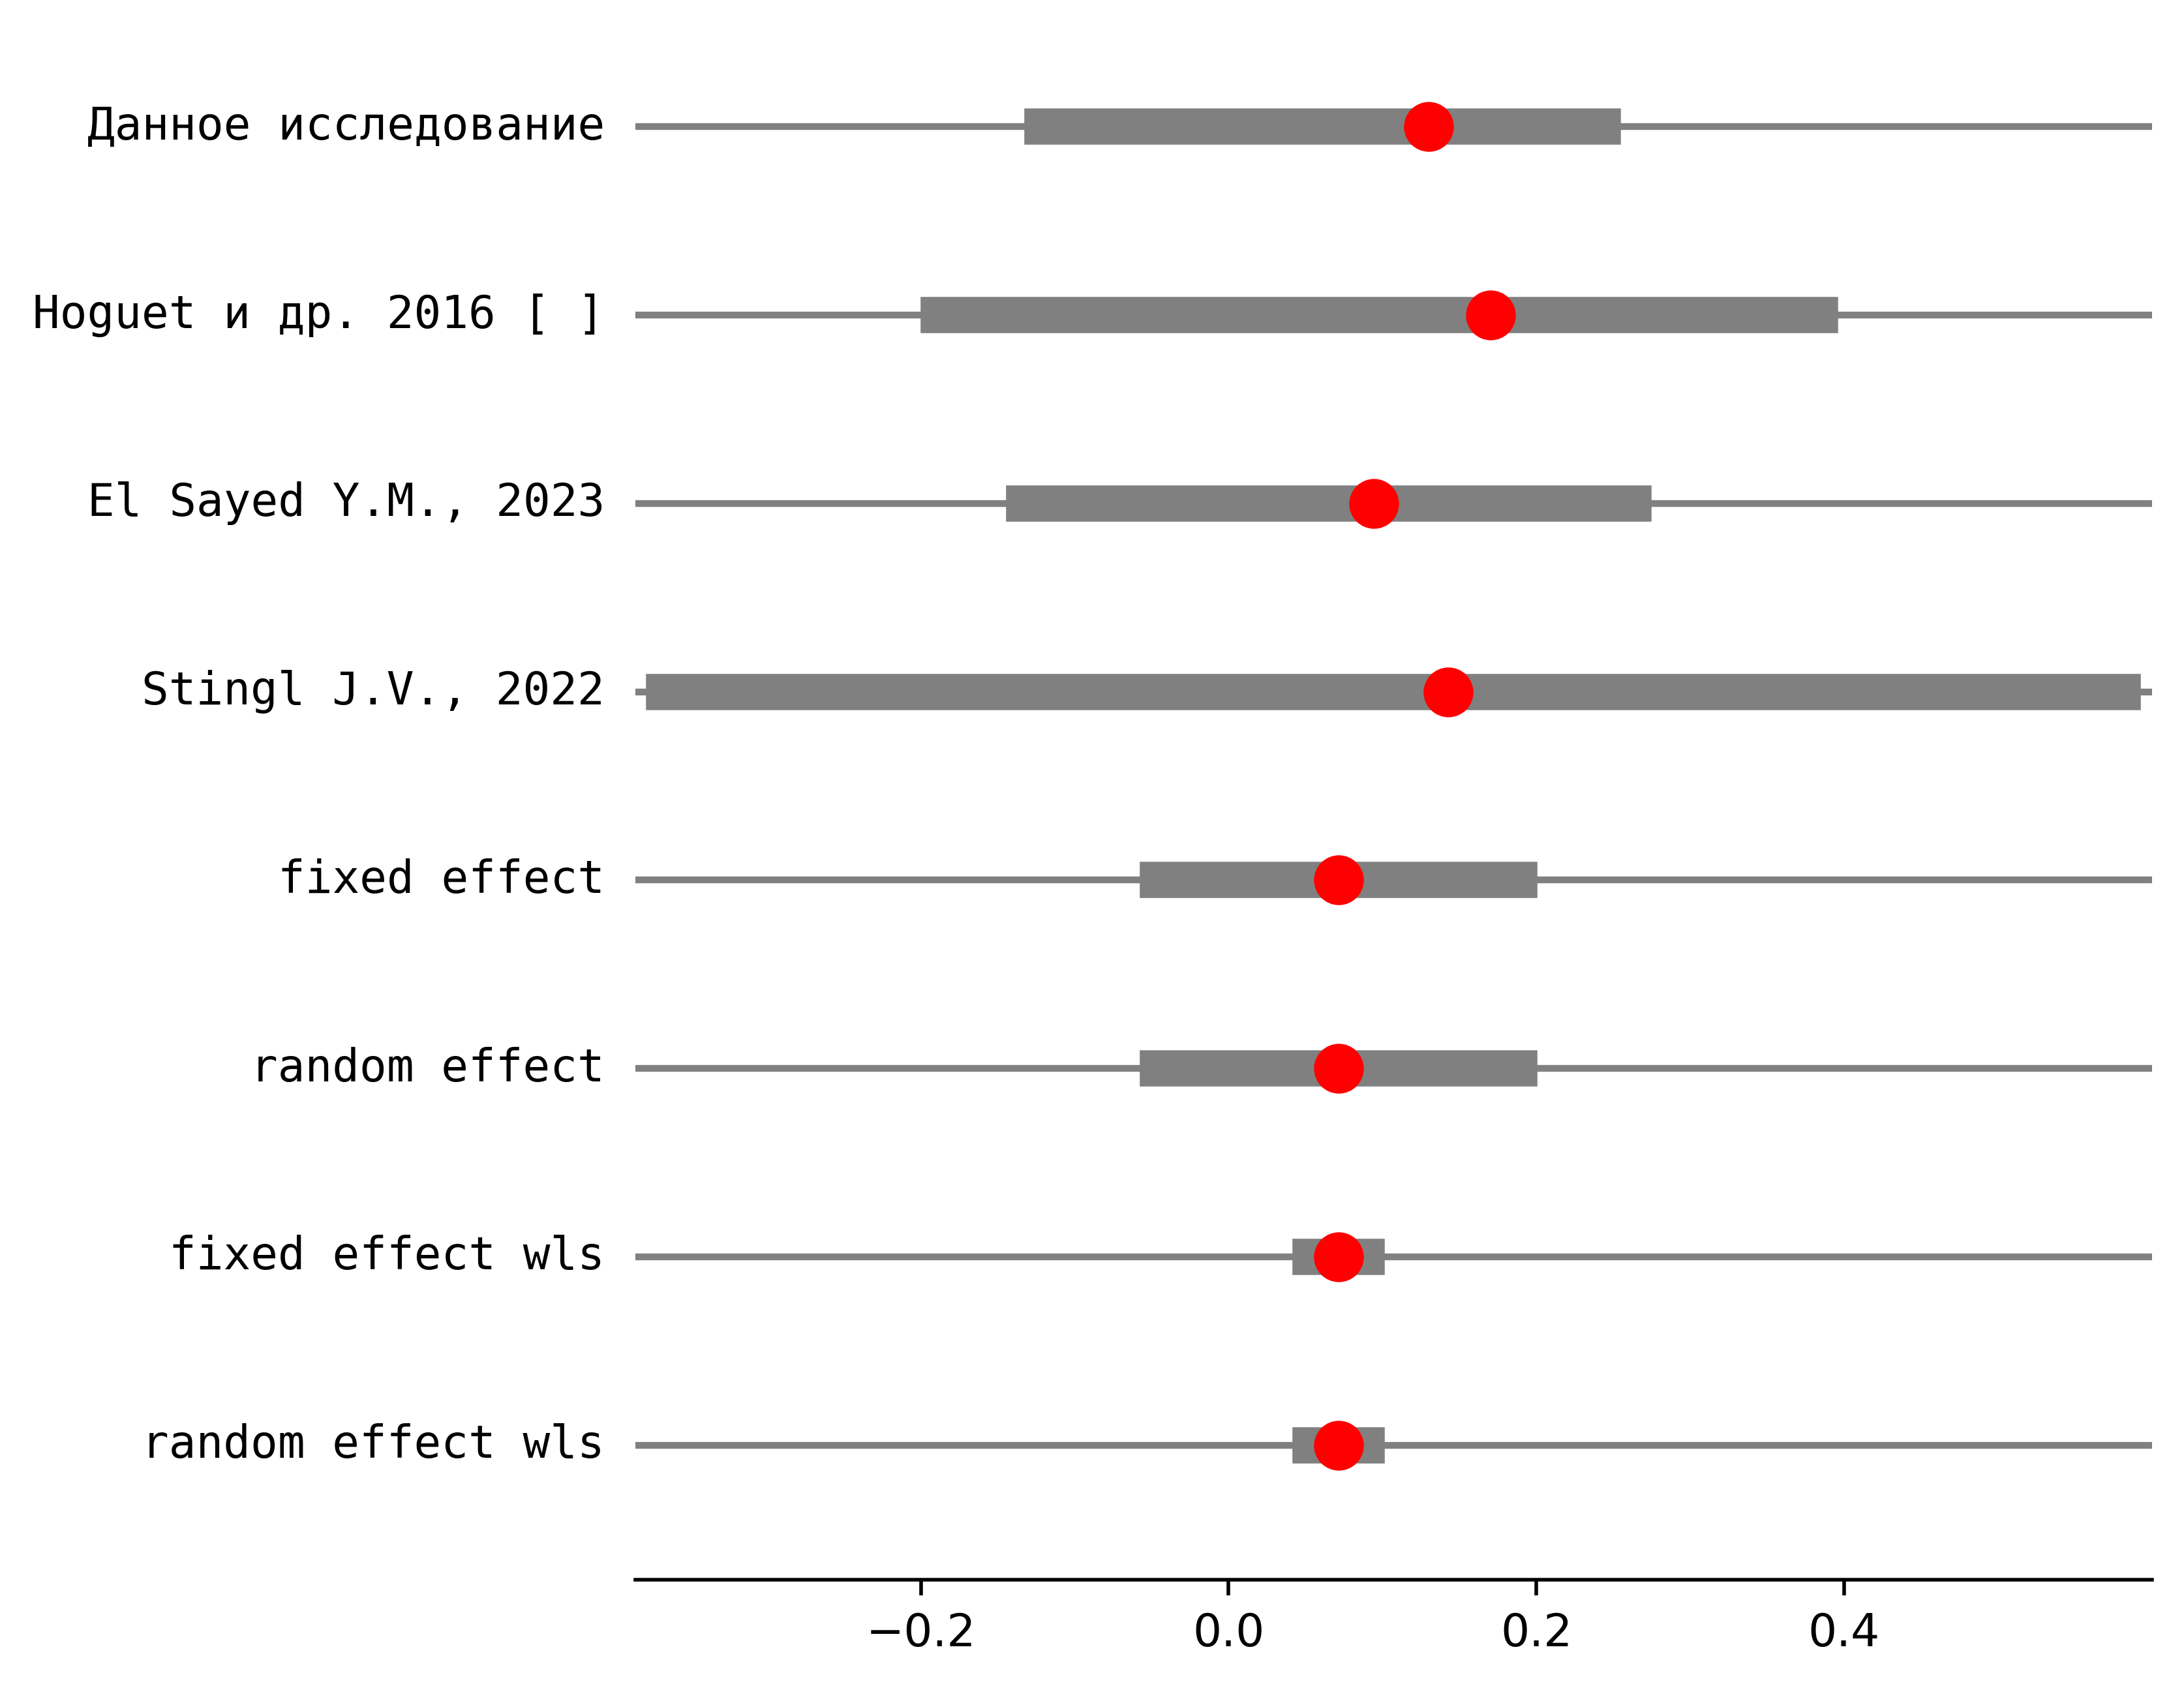 Данное исследование
Hoguet и др. 2016 [ ]
El Sayed Y.M., 2023
Stingl J.V., 2022
fixed effect
random effect
fixed effect wls
random effect wls
−0.2 0.0 0.2 0.4